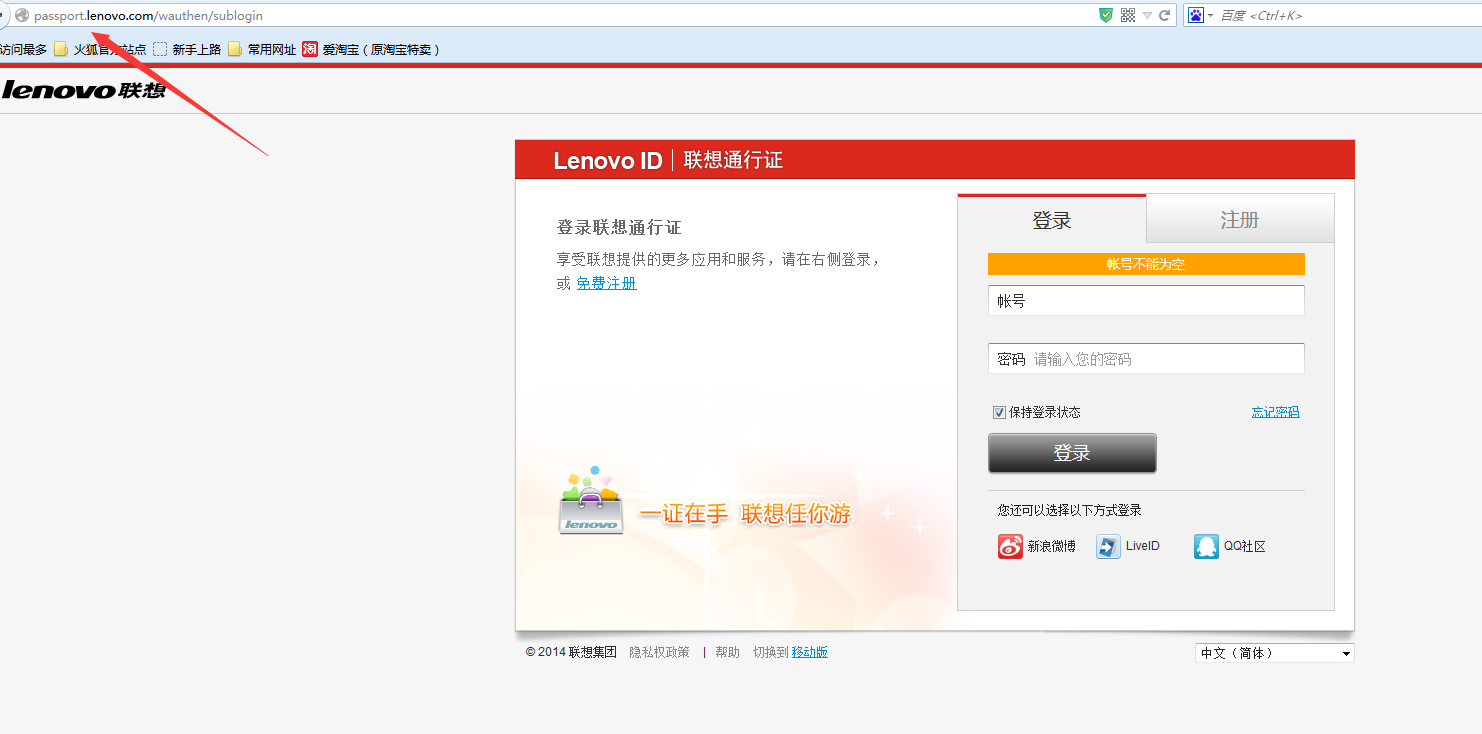 passport.lenovo.com/wauthen/sublogin
百度 <Ctrl+K>
访问最多 火狐官方站点 新手上路 常用网址 淘 爱淘宝（原淘宝特卖）
lenovo联想
Lenovo ID | 联想通行证
登录 注册
登录联想通行证
享受联想提供的更多应用和服务，请在右侧登录，
或 免费注册
帐号不能为空
帐号
密码 请输入您的密码
保持登录状态 忘记密码
登录
您还可以选择以下方式登录
新浪微博 LiveID QQ社区
lenovo
一证在手 联想任你游
© 2014 联想集团 隐私权政策 | 帮助 切换到 移动版
中文（简体）